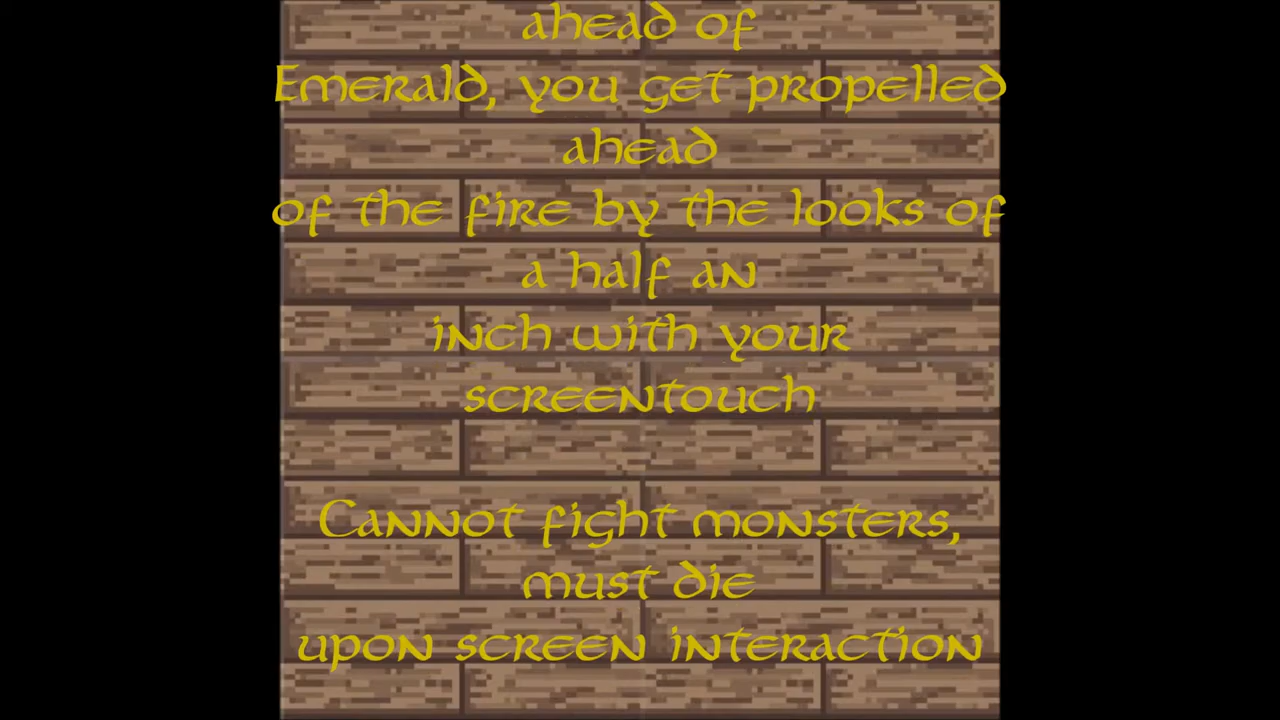 ahead of
Emerald, you get propelled
ahead
of the fire by the looks of
a half an
inch with your
screentouch
Cannot fight monsters,
must die
upon screen interaction